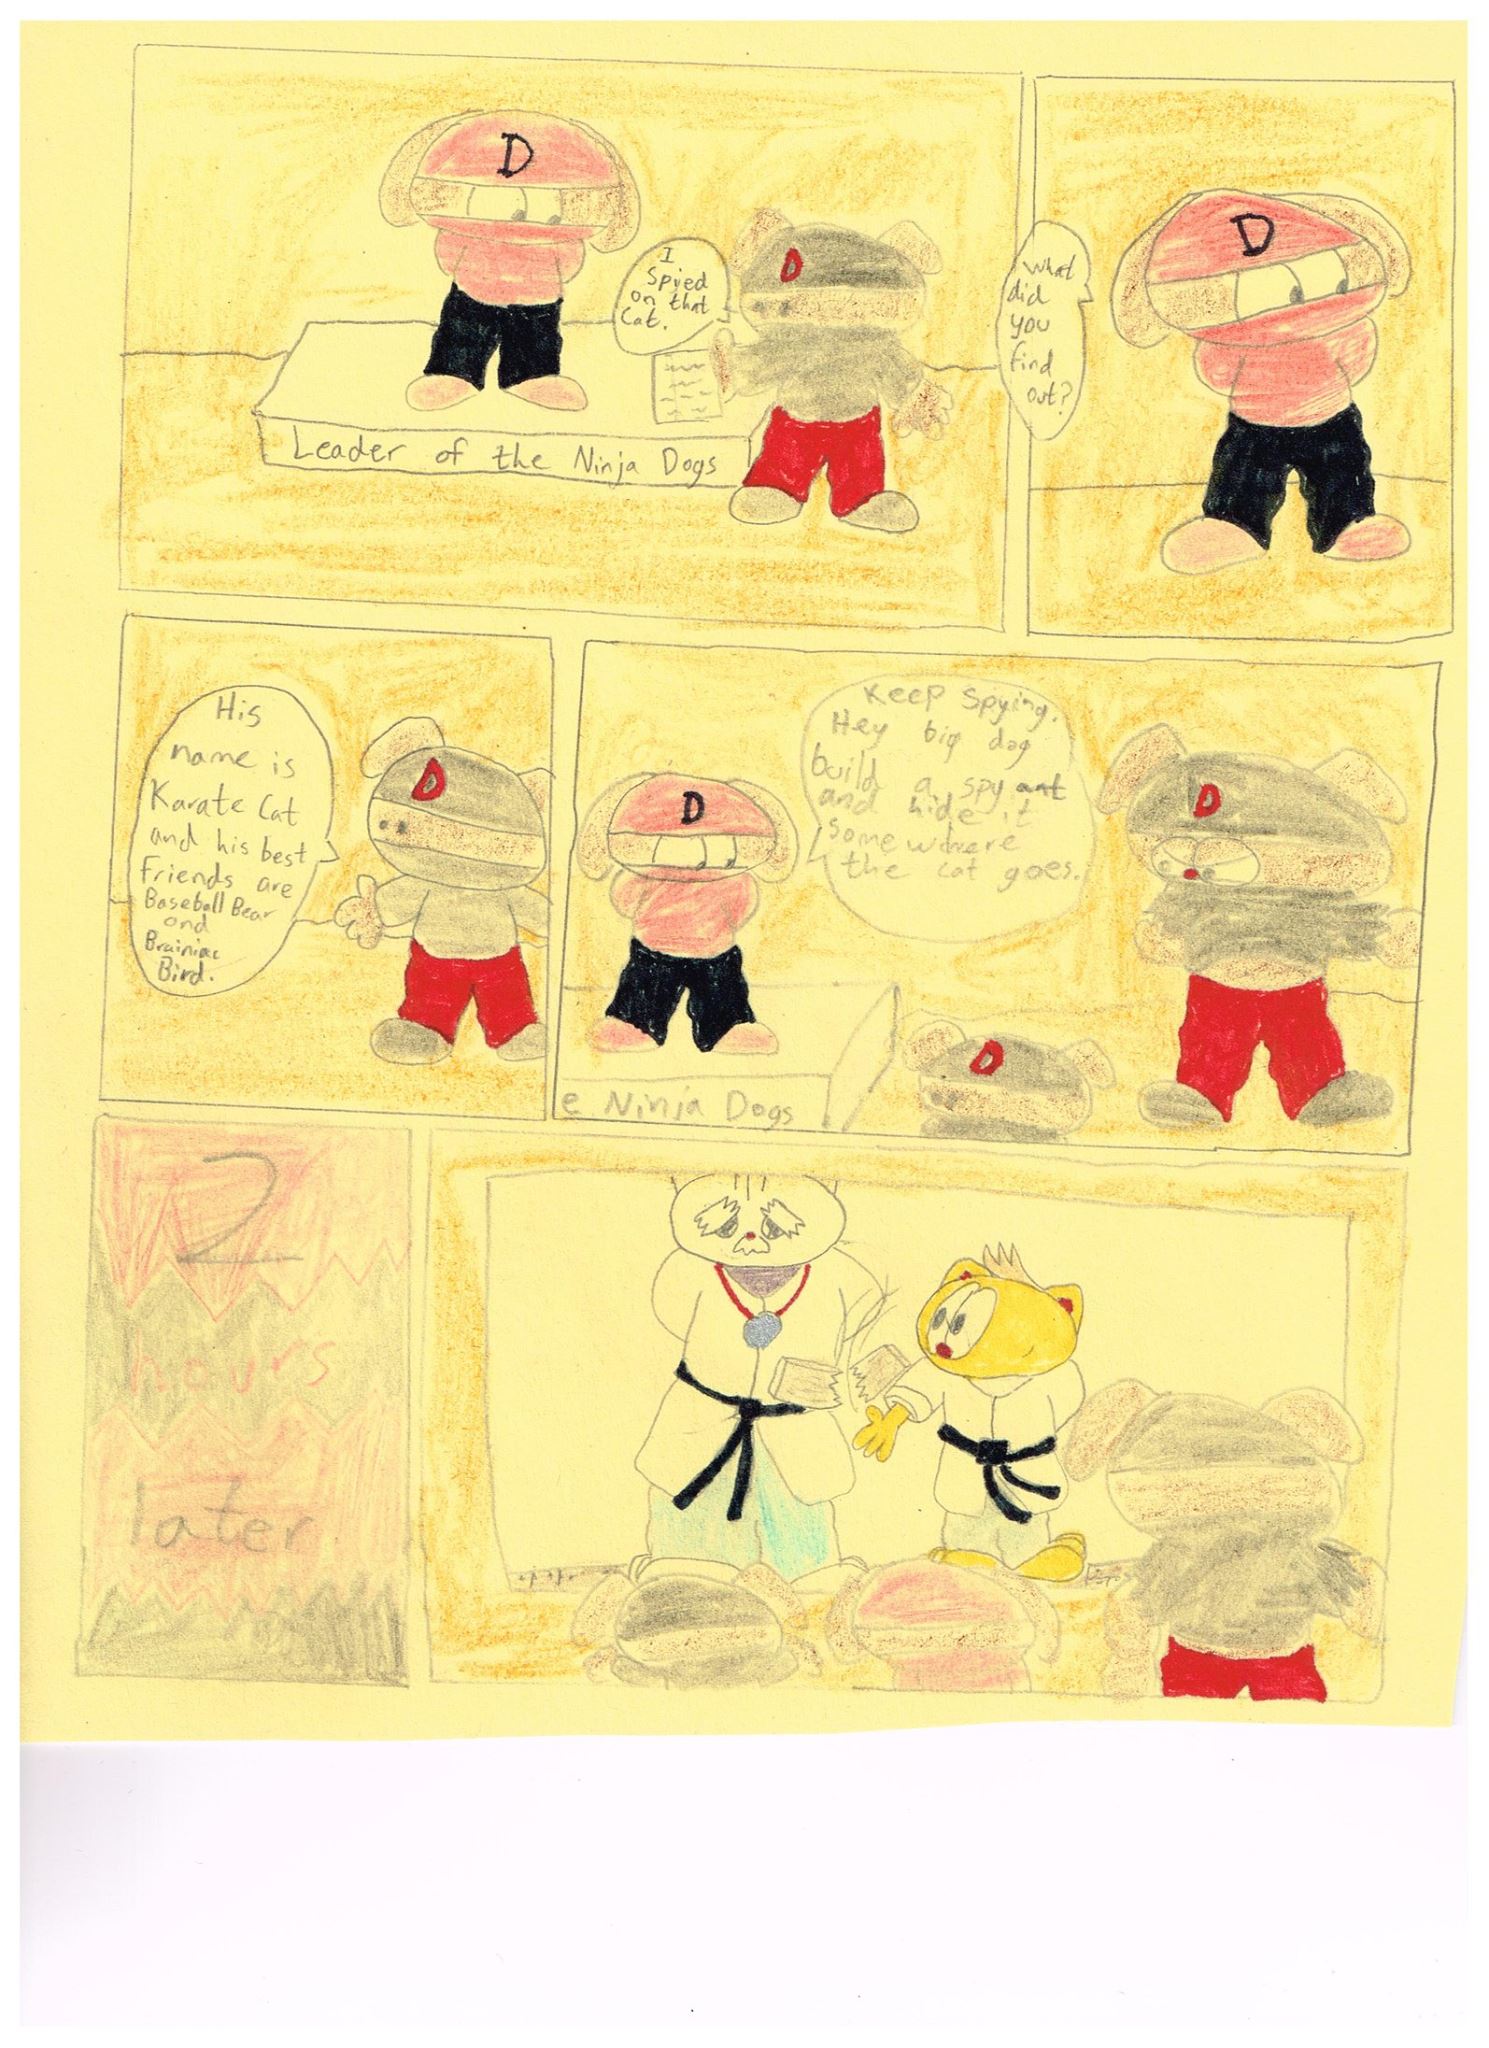 D
D
I
Spied
on that
Cat.
Leader of the Ninja Dogs
D
What
did
you
find
out?
His
name is
Karate Cat
and his best
Friends are
Baseball Bear
and
Brainiac
Bird.
D
D
Keep spying.
Hey big dog
build a spy ant
and hide it
somewhere
the cat goes.
D
D
e Ninja Dogs
2
hours
later